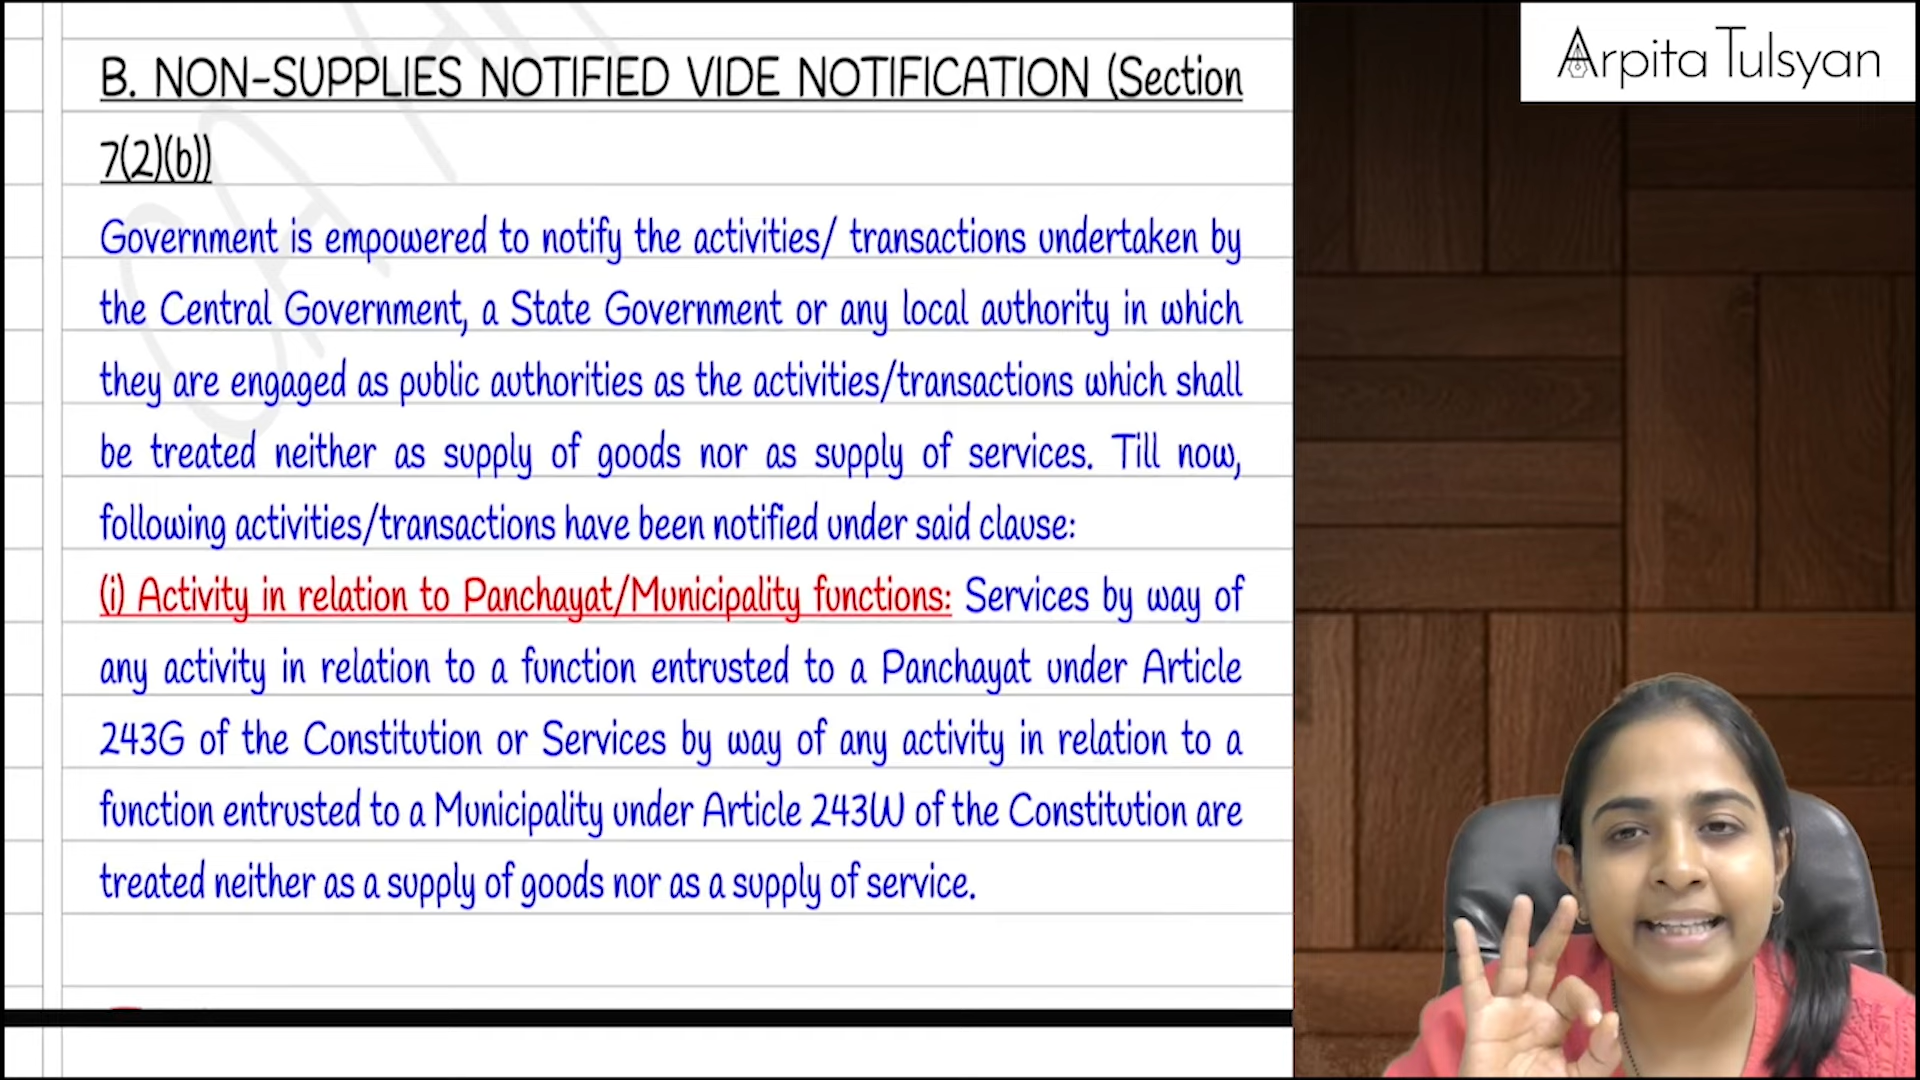 B. NON-SUPPLIES NOTIFIED VIDE NOTIFICATION (Section
7(2)(b))
Government is empowered to notify the activities/ transactions undertaken by
the Central Government, a State Government or any local authority in which
they are engaged as public authorities as the activities/transactions which shall
be treated neither as supply of goods nor as supply of services. Till now,
following activities/transactions have been notified under said clause:
(i) Activity in relation to Panchayat/Municipality functions: Services by way of
any activity in relation to a function entrusted to a Panchayat under Article
243G of the Constitution or Services by way of any activity in relation to a
function entrusted to a Municipality under Article 243W of the Constitution are
treated neither as a supply of goods nor as a supply of service.
Arpita Tulsyan